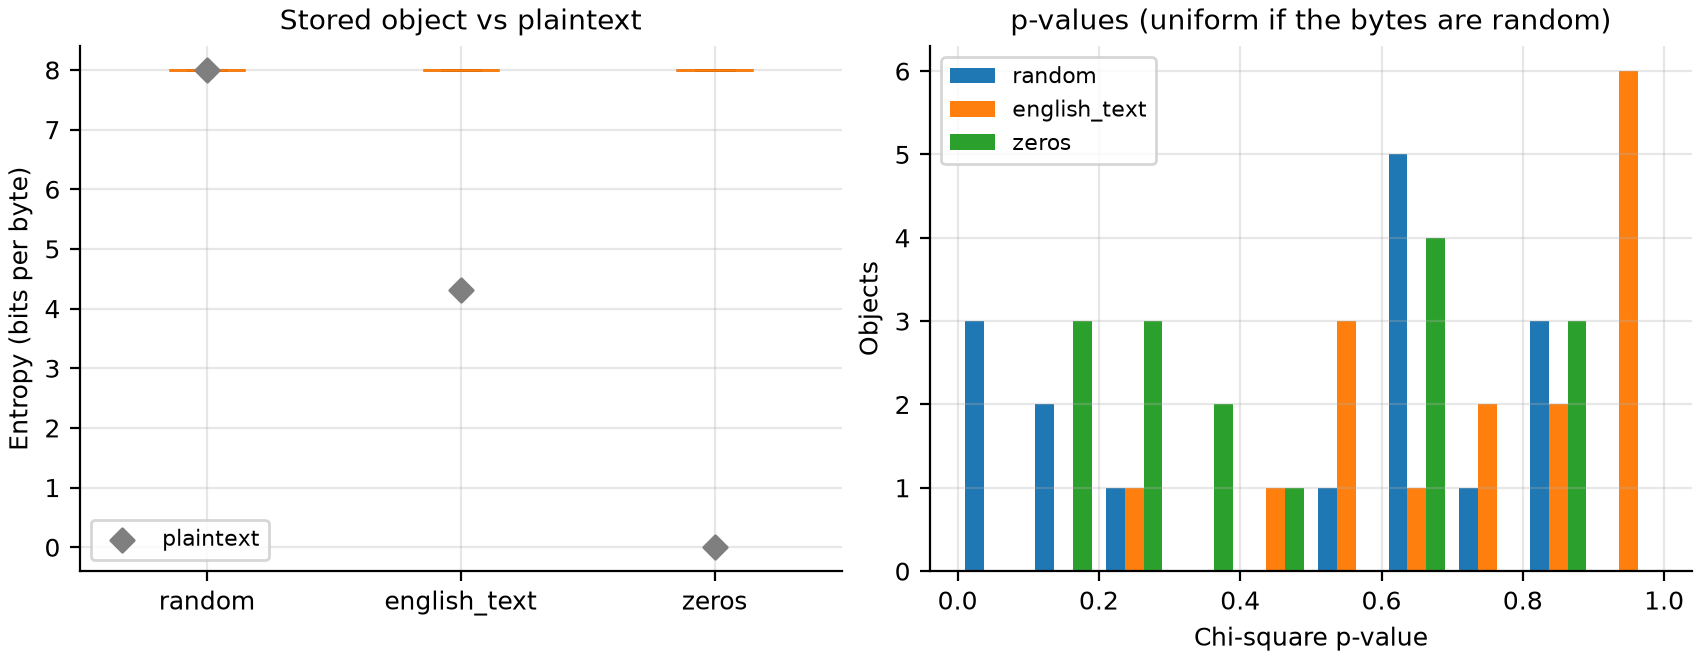 Stored object vs plaintext
Entropy (bits per byte)
8
7
6
5
4
3
2
1
0
plaintext
random
english_text
zeros
p-values (uniform if the bytes are random)
Objects
6
5
4
3
2
1
0
random
english_text
zeros
0.0
0.2
0.4
0.6
0.8
1.0
Chi-square p-value